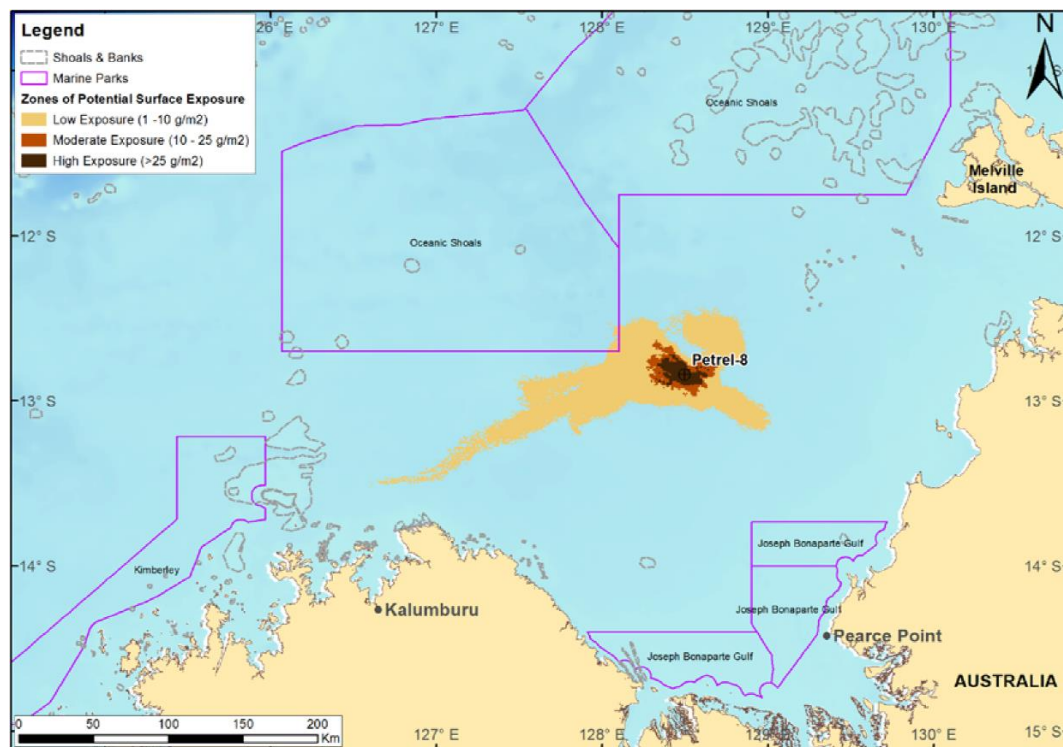 Legend
Shoals & Banks
Marine Parks
Zones of Potential Surface Exposure
Low Exposure (1 -10 g/m2)
Moderate Exposure (10 - 25 g/m2)
High Exposure (>25 g/m2)
126° E
127° E
128° E
129° E
130° E
N
Oceanic Shoals
Melville
Island
12° S
Oceanic Shoals
12° S
Petrel-8
13° S
13° S
Joseph Bonaparte Gulf
14° S
Kimberley
14° S
Kalumburu
Joseph Bonaparte Gulf
Pearce Point
Joseph Bonaparte Gulf
AUSTRALIA
0 50 100 150 200
Km
127° E
128° E
129° E
130° E
15° S